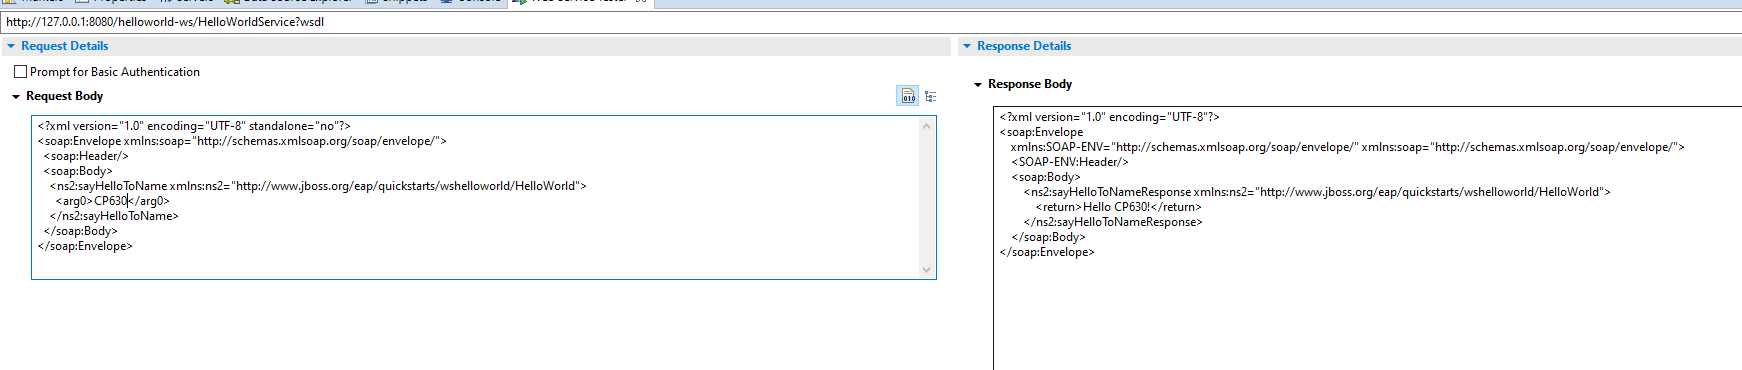 http://127.0.0.1:8080/helloworld-ws/HelloWorldService?wsdl
Request Details
Prompt for Basic Authentication
Request Body
<?xml version="1.0" encoding="UTF-8" standalone="no"?>
<soap:Envelope xmlns:soap="http://schemas.xmlsoap.org/soap/envelope/">
<soap:Header/>
<soap:Body>
<ns2:sayHelloToName xmlns:ns2="http://www.jboss.org/eap/quickstarts/wshelloworld/HelloWorld">
<arg0>CP630</arg0>
</ns2:sayHelloToName>
</soap:Body>
</soap:Envelope>
Response Details
Response Body
<?xml version="1.0" encoding="UTF-8"?>
<soap:Envelope
xmlns:SOAP-ENV="http://schemas.xmlsoap.org/soap/envelope/" xmlns:soap="http://schemas.xmlsoap.org/soap/envelope/">
<SOAP-ENV:Header/>
<soap:Body>
<ns2:sayHelloToNameResponse xmlns:ns2="http://www.jboss.org/eap/quickstarts/wshelloworld/HelloWorld">
<return>Hello CP630!</return>
</ns2:sayHelloToNameResponse>
</soap:Body>
</soap:Envelope>